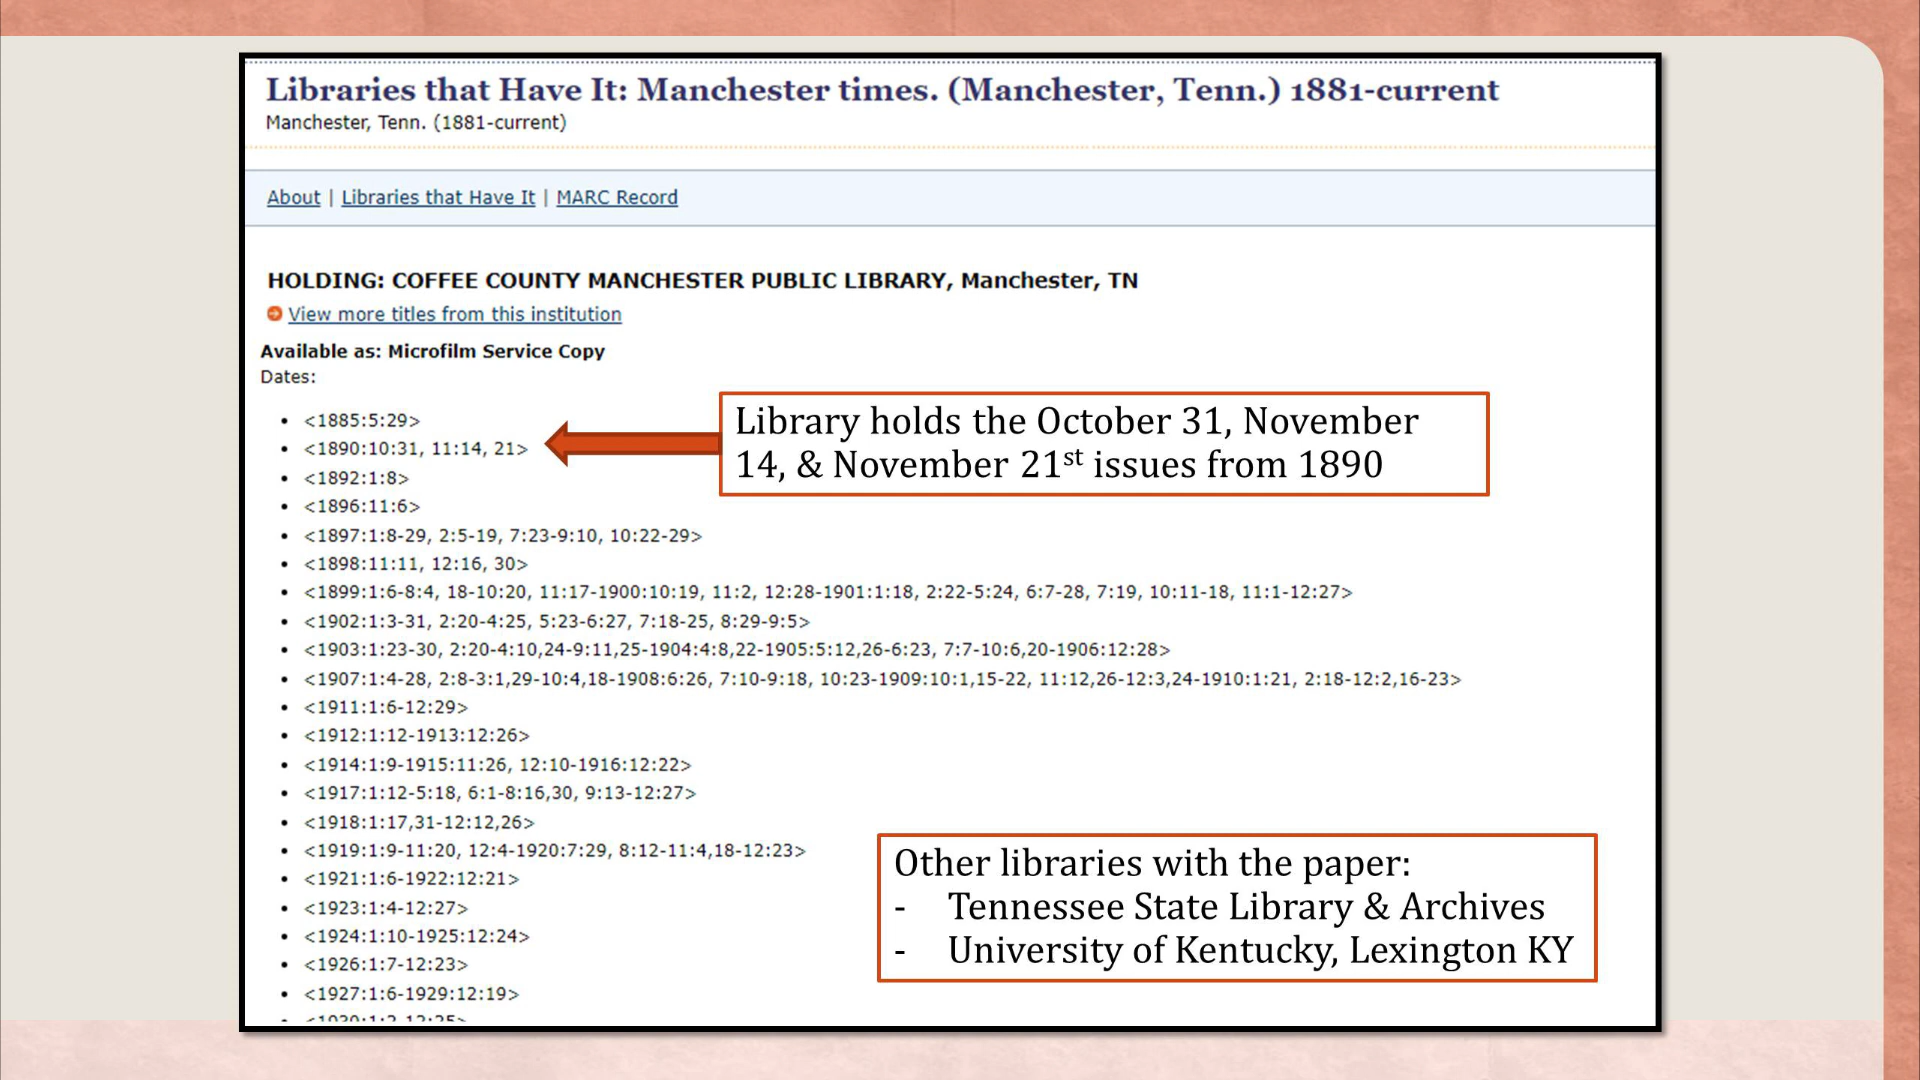 Libraries that Have It: Manchester times. (Manchester, Tenn.) 1881-current
Manchester, Tenn. (1881-current)
About | Libraries that Have It | MARC Record
HOLDING: COFFEE COUNTY MANCHESTER PUBLIC LIBRARY, Manchester, TN
View more titles from this institution
Available as: Microfilm Service Copy
Dates:
• <1885:5:29>
• <1890:10:31, 11:14, 21>
Library holds the October 31, November
14, & November 21st issues from 1890
• <1892:1:8>
• <1896:11:6>
• <1897:1:8-29, 2:5-19, 7:23-9:10, 10:22-29>
• <1898:11:11, 12:16, 30>
• <1899:1:6-8:4, 18-10:20, 11:17-1900:10:19, 11:2, 12:28-1901:1:18, 2:22-5:24, 6:7-28, 7:19, 10:11-18, 11:1-12:27>
• <1902:1:3-31, 2:20-4:25, 5:23-6:27, 7:18-25, 8:29-9:5>
• <1903:1:23-30, 2:20-4:10,24-9:11,25-1904:4:8,22-1905:5:12,26-6:23, 7:7-10:6,20-1906:12:28>
• <1907:1:4-28, 2:8-3:1,29-10:4,18-1908:6:26, 7:10-9:18, 10:23-1909:10:1,15-22, 11:12,26-12:3,24-1910:1:21, 2:18-12:2,16-23>
• <1911:1:6-12:29>
• <1912:1:12-1913:12:26>
• <1914:1:9-1915:11:26, 12:10-1916:12:22>
• <1917:1:12-5:18, 6:1-8:16,30, 9:13-12:27>
• <1918:1:17,31-12:12,26>
• <1919:1:9-11:20, 12:4-1920:7:29, 8:12-11:4,18-12:23>
• <1921:1:6-1922:12:21>
• <1923:1:4-12:27>
• <1924:1:10-1925:12:24>
• <1926:1:7-12:23>
• <1927:1:6-1929:12:19>
Other libraries with the paper:
- Tennessee State Library & Archives
- University of Kentucky, Lexington KY